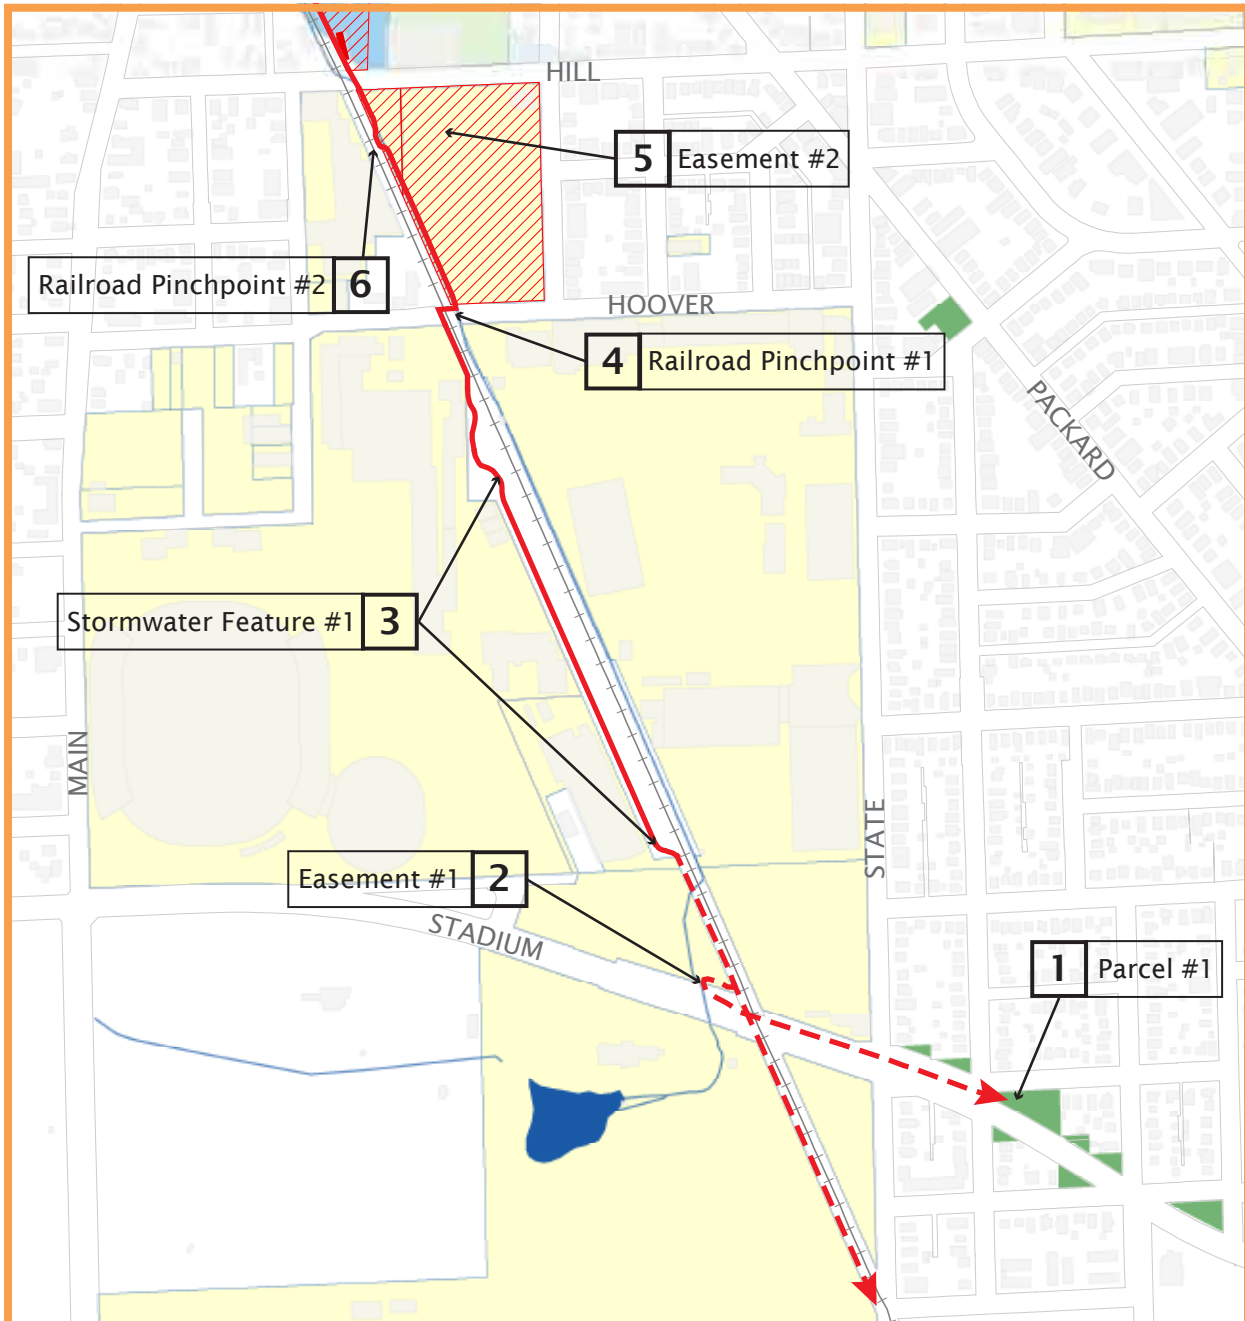 HILL
5 Easement #2
Railroad Pinchpoint #2 6
HOOVER
4 Railroad Pinchpoint #1
PACKARD
Stormwater Feature #1 3
MAIN
STATE
Easement #1 2
STADIUM
1 Parcel #1